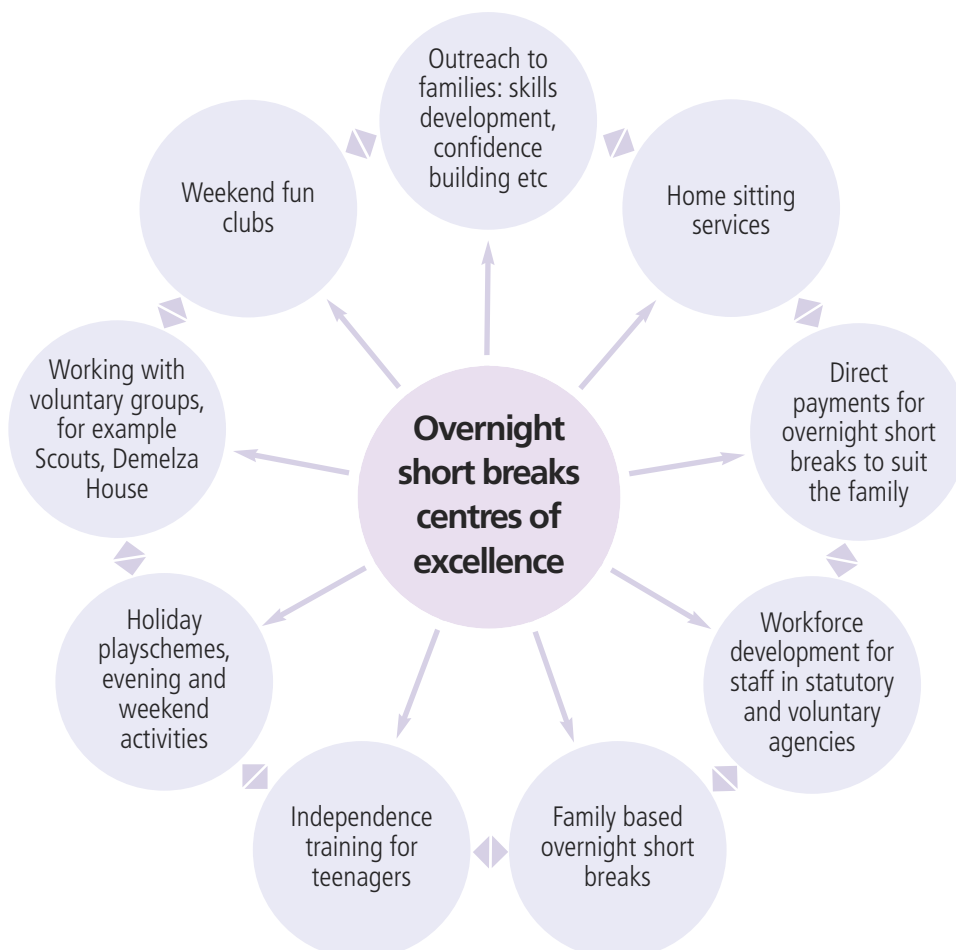 Outreach to
families: skills
development,
confidence
building etc
Weekend fun
clubs
Home sitting
services
Working with
voluntary groups,
for example
Scouts, Demelza
House
Overnight
short breaks
centres of
excellence
Direct
payments for
overnight short
breaks to suit
the family
Holiday
playschemes,
evening and
weekend
activities
Workforce
development for
staff in statutory
and voluntary
agencies
Independence
training for
teenagers
Family based
overnight short
breaks